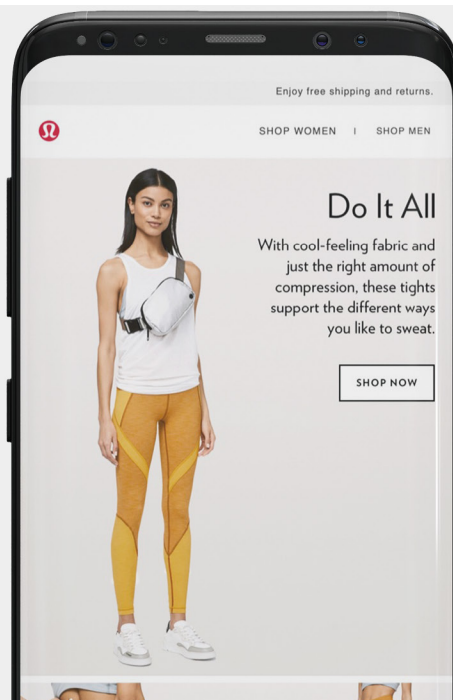 Enjoy free shipping and returns.
SHOP WOMEN | SHOP MEN
Do It All
With cool-feeling fabric and
just the right amount of
compression, these tights
support the different ways
you like to sweat.
SHOP NOW